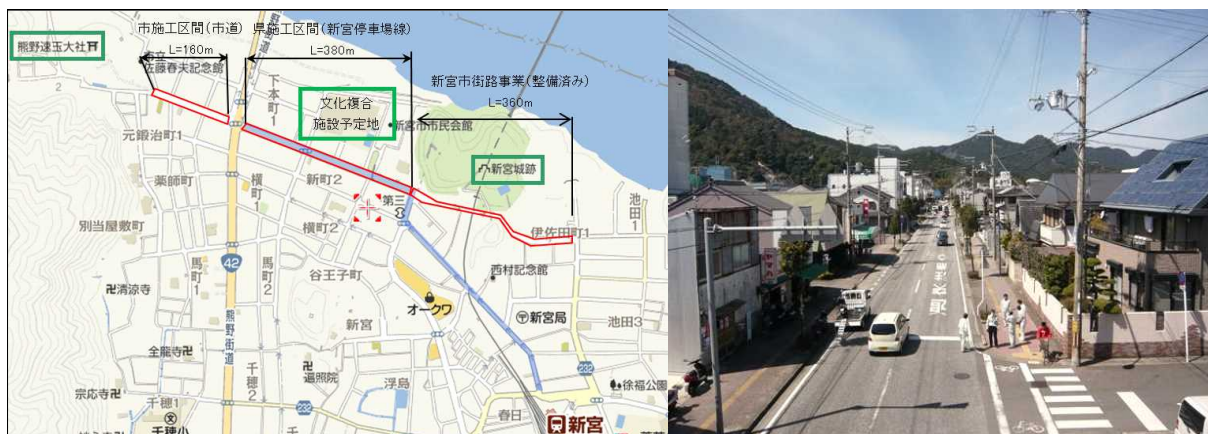 市施工区間(市道) 県施工区間(新宮停車場線)
L=160m
L=380m
熊野速玉大社
市立
佐藤春夫記念館
2
下本町1
新宮市街路事業(整備済み)
L=360m
文化複合
施設予定地
新宮市市民会館
元鍛治町1
新宮城跡
薬師町
横町1
新町2
第三
池田1
別当屋敷町
横町2
伊佐田町1
42
馬町1
馬町2
谷王子町
西村記念館
清凉寺
オークワ
熊野街道
新宮
新宮局
池田3
全龍寺
遍照院
浮島
232
徐福公園
宗応寺
千穂2
千穂1
232
春日
新宮
千穂小